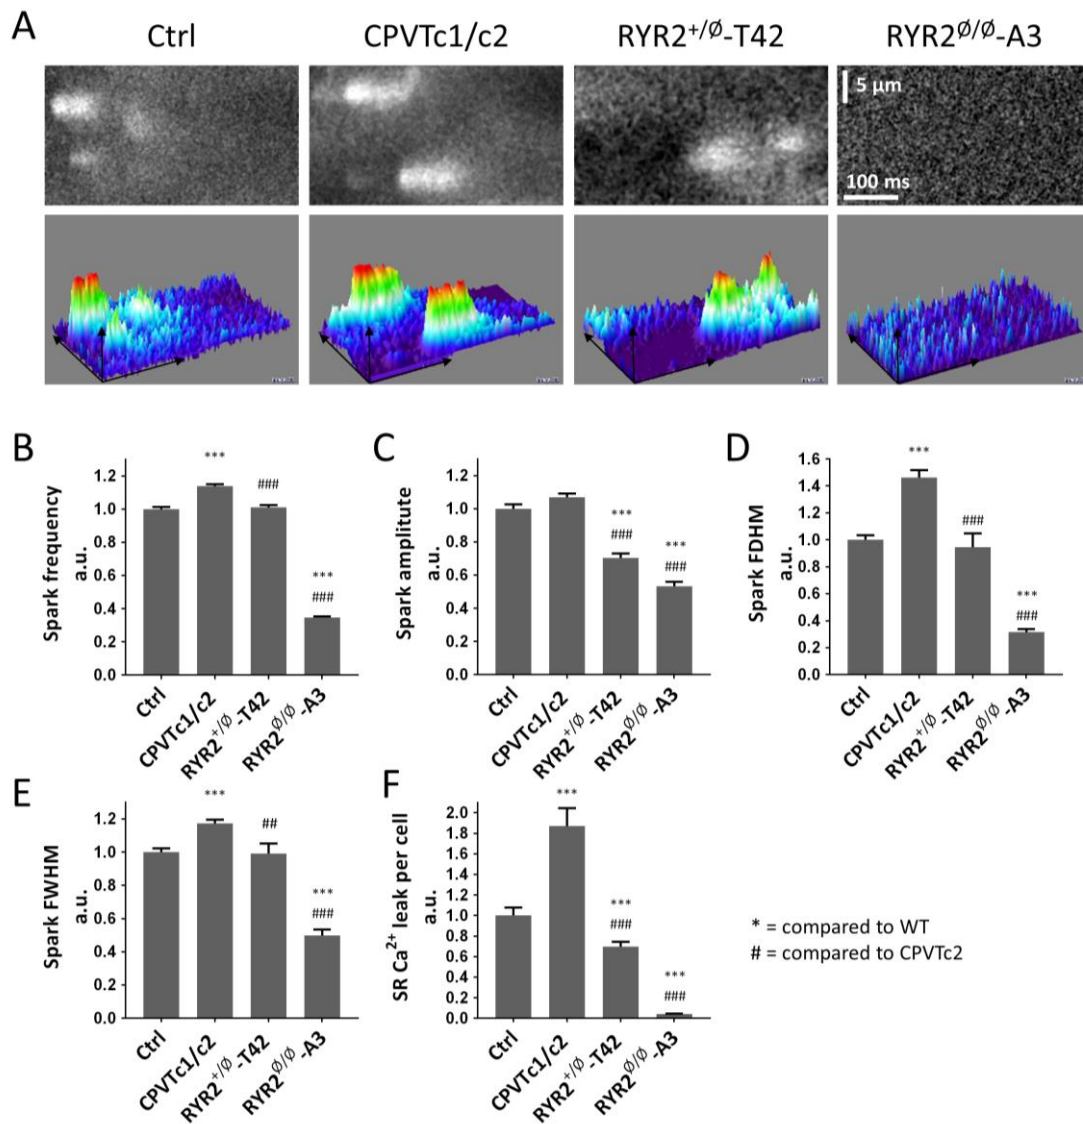 A
Ctrl
CPVTc1/c2
RYR2+/Ø-T42
RYR2Ø/Ø-A3
5 µm
100 ms
B
Spark frequency
a.u.
1.2
1.0
0.8
0.6
0.4
0.2
0.0
***
###
***
###
Ctrl
CPVTc1/c2
RYR2+/Ø-T42
RYR2Ø/Ø-A3
C
Spark amplitute
a.u.
1.2
1.0
0.8
0.6
0.4
0.2
0.0
***
###
***
###
Ctrl
CPVTc1/c2
RYR2+/Ø-T42
RYR2Ø/Ø-A3
D
Spark FDHM
a.u.
1.6
1.4
1.2
1.0
0.8
0.6
0.4
0.2
0.0
***
###
***
###
Ctrl
CPVTc1/c2
RYR2+/Ø-T42
RYR2Ø/Ø-A3
E
Spark FWHM
a.u.
1.2
1.0
0.8
0.6
0.4
0.2
0.0
***
##
***
###
Ctrl
CPVTc1/c2
RYR2+/Ø-T42
RYR2Ø/Ø-A3
F
SR Ca2+ leak per cell
a.u.
2.0
1.8
1.6
1.4
1.2
1.0
0.8
0.6
0.4
0.2
0.0
***
***
###
***
###
Ctrl
CPVTc1/c2
RYR2+/Ø-T42
RYR2Ø/Ø-A3
* = compared to WT
# = compared to CPVTc2